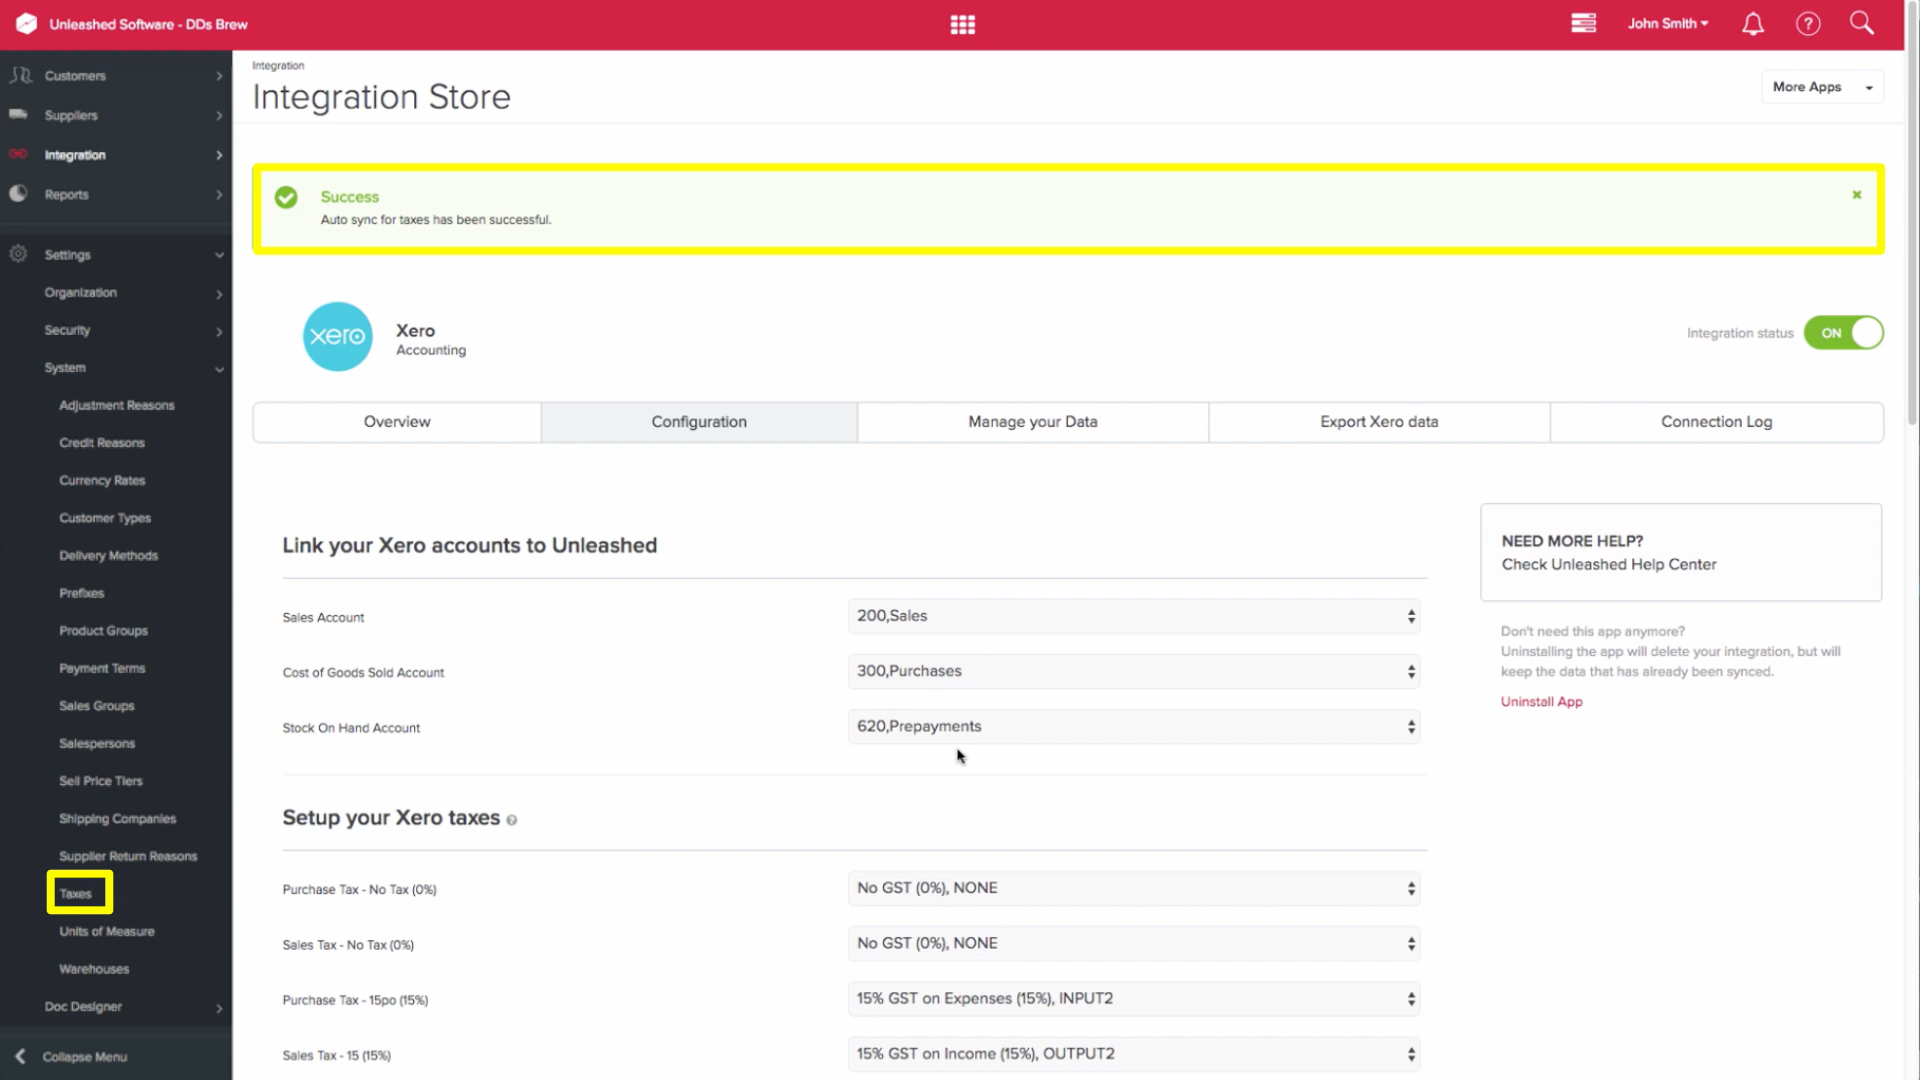 Unleashed Software - DDs Brew
John Smith
Customers
Suppliers
Integration
Reports
Settings
Organization
Security
System
Adjustment Reasons
Credit Reasons
Currency Rates
Customer Types
Delivery Methods
Prefixes
Product Groups
Payment Terms
Sales Groups
Salespersons
Sell Price Tiers
Shipping Companies
Supplier Return Reasons
Taxes
Units of Measure
Warehouses
Doc Designer
Collapse Menu
Integration
Integration Store
More Apps
Success
Auto sync for taxes has been successful.
xero
Xero
Accounting
Integration status
ON
Overview
Configuration
Manage your Data
Export Xero data
Connection Log
Link your Xero accounts to Unleashed
Sales Account
200,Sales
Cost of Goods Sold Account
300,Purchases
Stock On Hand Account
620,Prepayments
Setup your Xero taxes
Purchase Tax - No Tax (0%)
No GST (0%), NONE
Sales Tax - No Tax (0%)
No GST (0%), NONE
Purchase Tax - 15po (15%)
15% GST on Expenses (15%), INPUT2
Sales Tax - 15 (15%)
15% GST on Income (15%), OUTPUT2
NEED MORE HELP?
Check Unleashed Help Center
Don't need this app anymore?
Uninstalling the app will delete your integration, but will
keep the data that has already been synced.
Uninstall App